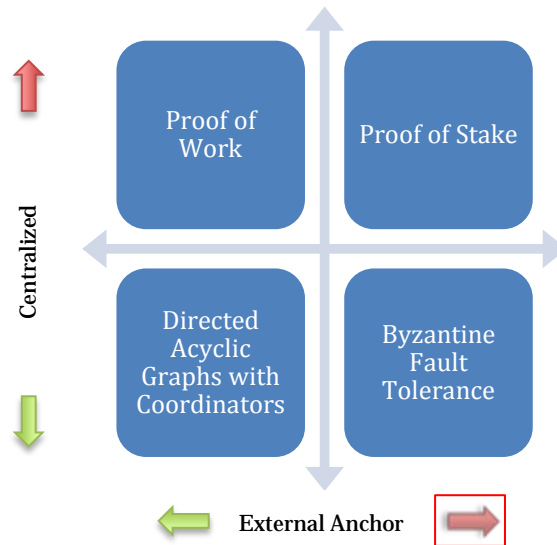 Proof of
Work
Proof of Stake
Centralized
Directed
Acyclic
Graphs with
Coordinators
Byzantine
Fault
Tolerance
External Anchor